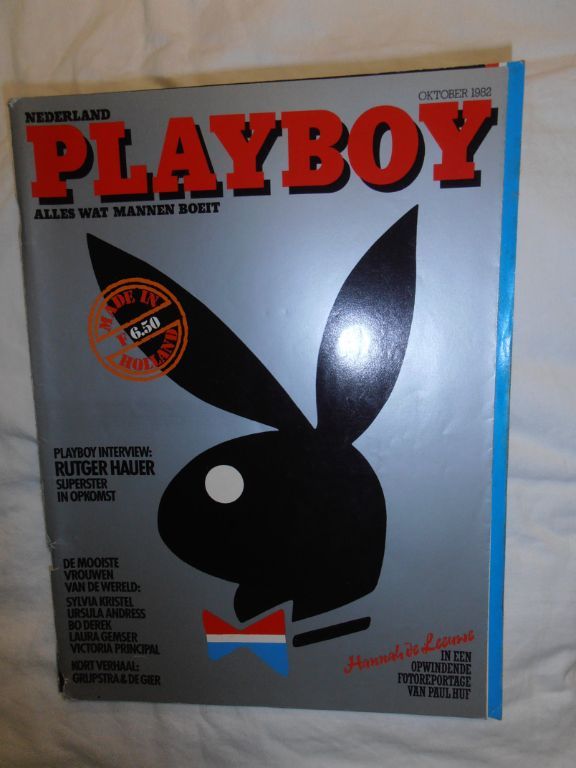 NEDERLAND
OKTOBER 1982
PLAYBOY
ALLES WAT MANNEN BOEIT
MADE IN
F 6.50
HOLLAND
PLAYBOY INTERVIEW:
RUTGER HAUER
SUPERSTER
IN OPKOMST
DE MOOISTE
VROUWEN
VAN DE WERELD:
SYLVIA KRISTEL
URSULA ANDRESS
BO DEREK
LAURA GEMSER
VICTORIA PRINCIPAL
KORT VERHAAL:
GRIJPSTRA & DE GIER
Hannah de Leeuwe
IN EEN
OPWINDENDE
FOTOREPORTAGE
VAN PAUL HUF